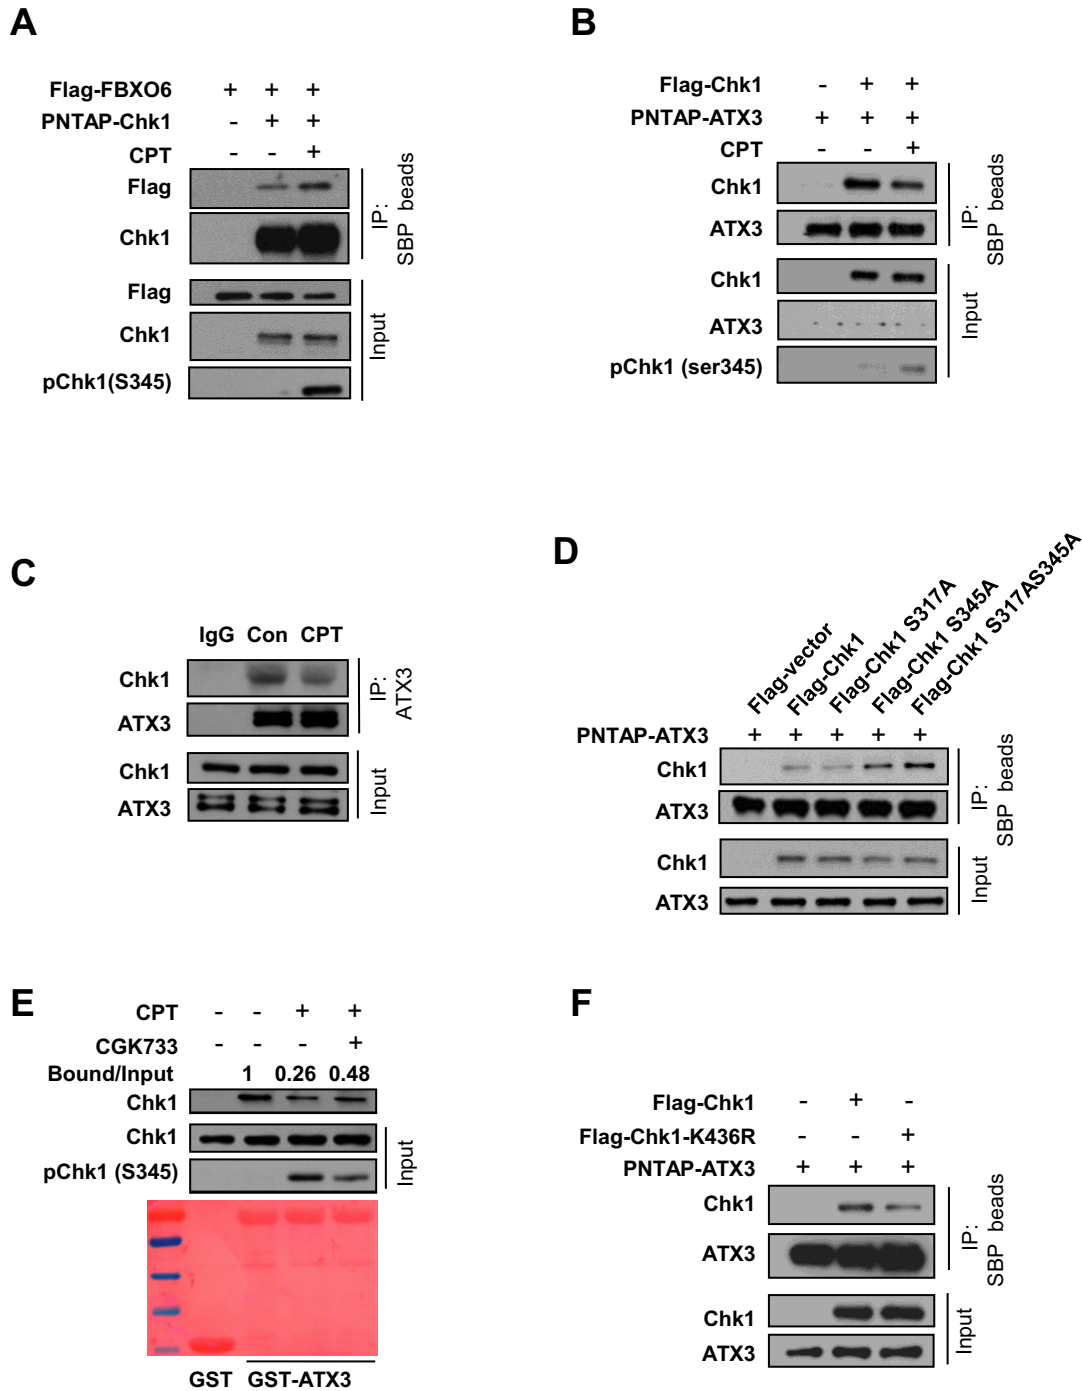 A
Flag-FBXO6 + + +
PNTAP-Chk1 - + +
CPT - - +
Flag
Chk1
IP:
SBP beads
Flag
Chk1
pChk1(S345)
Input
B
Flag-Chk1 - + +
PNTAP-ATX3 + + +
CPT - - +
Chk1
ATX3
IP:
SBP beads
Chk1
ATX3
pChk1 (ser345)
Input
C
IgG Con CPT
Chk1
ATX3
IP:
ATX3
Chk1
ATX3
Input
D
Flag-vector
Flag-Chk1
Flag-Chk1 S317A
Flag-Chk1 S345A
Flag-Chk1 S317AS345A
PNTAP-ATX3 + + + + +
Chk1
ATX3
IP:
SBP beads
Chk1
ATX3
Input
E
CPT - - + +
CGK733 - - - +
Bound/Input 1 0.26 0.48
Chk1
Chk1
pChk1 (S345)
Input
GST GST-ATX3
F
Flag-Chk1 - + -
Flag-Chk1-K436R - - +
PNTAP-ATX3 + + +
Chk1
ATX3
IP:
SBP beads
Chk1
ATX3
Input